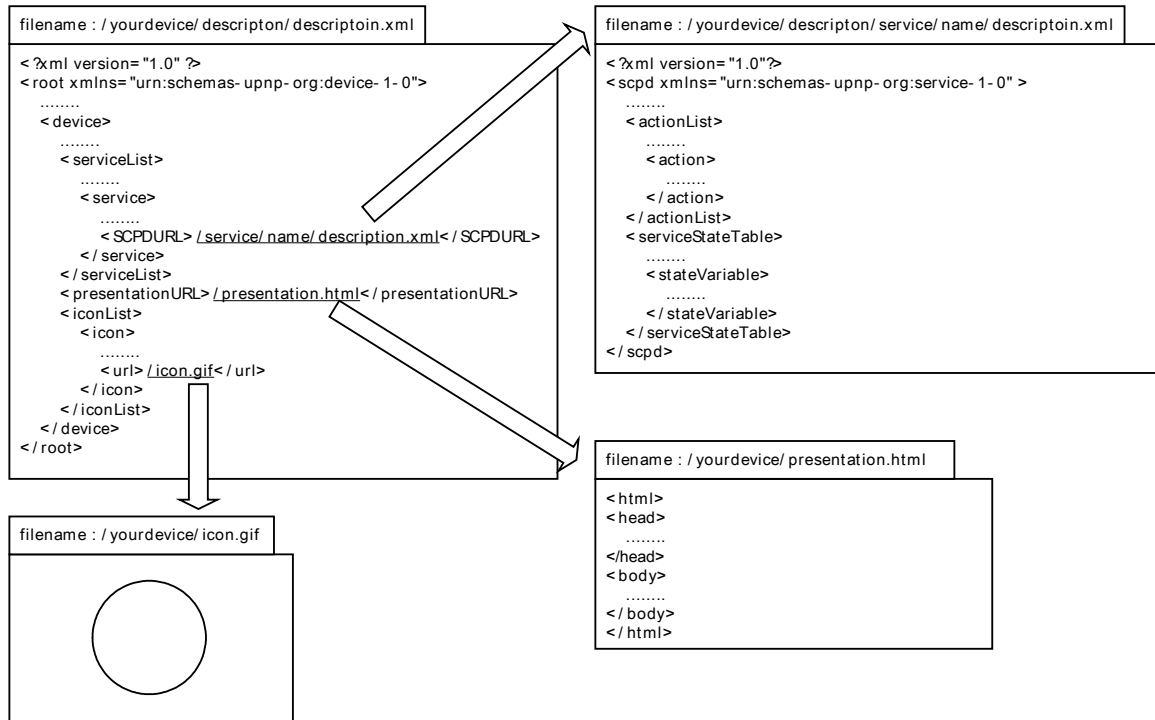 filename : /yourdevice/descripton/descriptoin.xml
<?xml version="1.0" ?>
<root xmlns="urn:schemas-upnp-org:device-1-0">
........
<device>
........
<serviceList>
........
<service>
........
<SCPDURL>/service/name/description.xml</SCPDURL>
</service>
</serviceList>
<presentationURL>/presentation.html</presentationURL>
<iconList>
<icon>
........
<url>/icon.gif</url>
</icon>
</iconList>
</device>
</root>
filename : /yourdevice/descripton/service/name/descriptoin.xml
<?xml version="1.0"?>
<scpd xmlns="urn:schemas-upnp-org:service-1-0" >
........
<actionList>
........
<action>
........
</action>
</actionList>
<serviceStateTable>
........
<stateVariable>
........
</stateVariable>
</serviceStateTable>
</scpd>
filename : /yourdevice/presentation.html
<html>
<head>
........
</head>
<body>
........
</body>
</html>
filename : /yourdevice/icon.gif